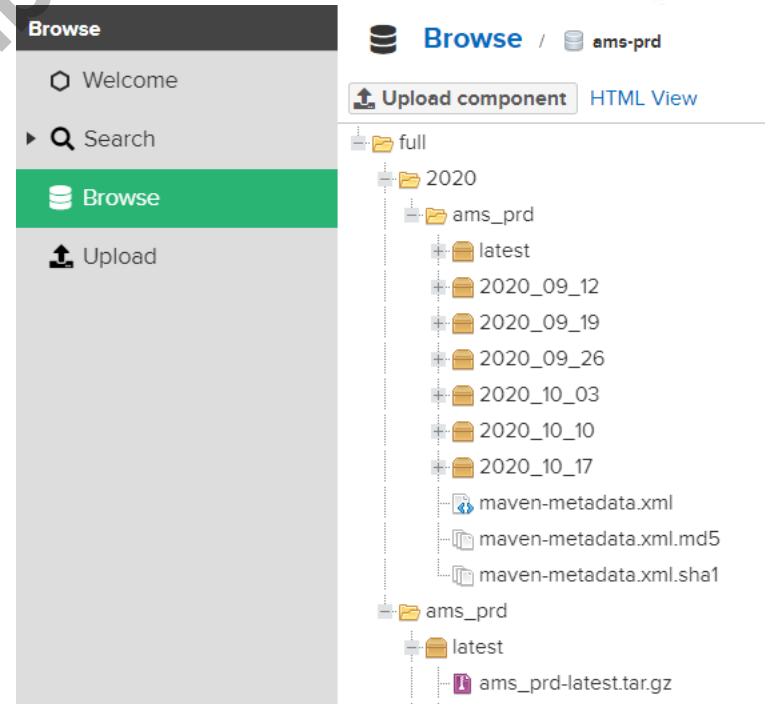 Browse
Welcome
Search
Browse
Upload
Browse / ams-prd
Upload component HTML View
full
2020
ams_prd
latest
2020_09_12
2020_09_19
2020_09_26
2020_10_03
2020_10_10
2020_10_17
maven-metadata.xml
maven-metadata.xml.md5
maven-metadata.xml.sha1
ams_prd
latest
ams_prd-latest.tar.gz